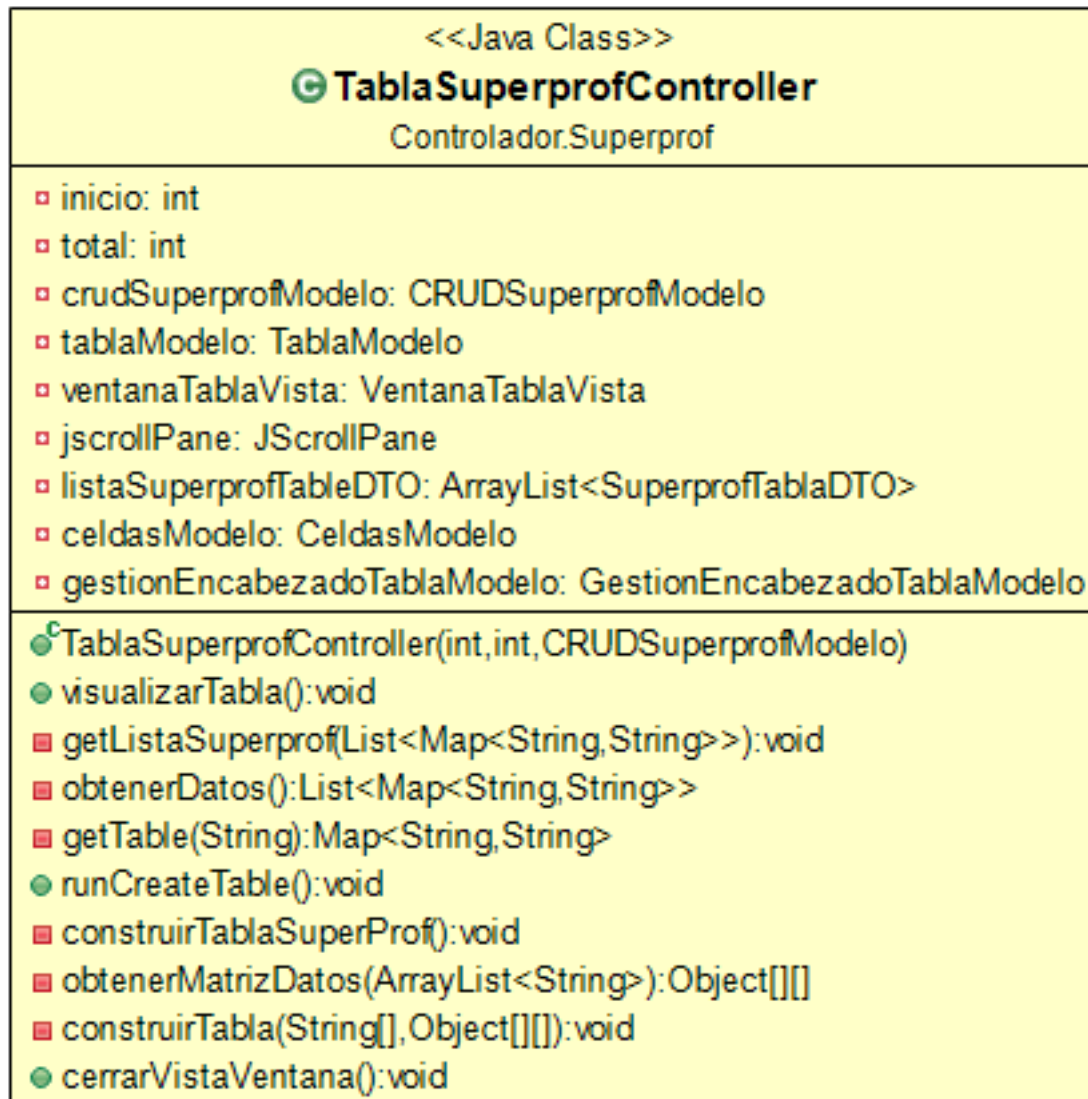 <<Java Class>>
TablaSuperprofController
Controlador.Superprof
inicio: int
total: int
crudSuperprofModelo: CRUDSuperprofModelo
tablaModelo: TablaModelo
ventanaTablaVista: VentanaTablaVista
jscrollPane: JScrollPane
listaSuperprofTableDTO: ArrayList<SuperprofTablaDTO>
celdasModelo: CeldasModelo
gestionEncabezadoTablaModelo: GestionEncabezadoTablaModelo
TablaSuperprofController(int,int,CRUDSuperprofModelo)
visualizarTabla():void
getListaSuperprof(List<Map<String,String>>):void
obtenerDatos():List<Map<String,String>>
getTable(String):Map<String,String>
runCreateTable():void
construirTablaSuperProf():void
obtenerMatrizDatos(ArrayList<String>):Object[][]
construirTabla(String[],Object[][]):void
cerrarVistaVentana():void